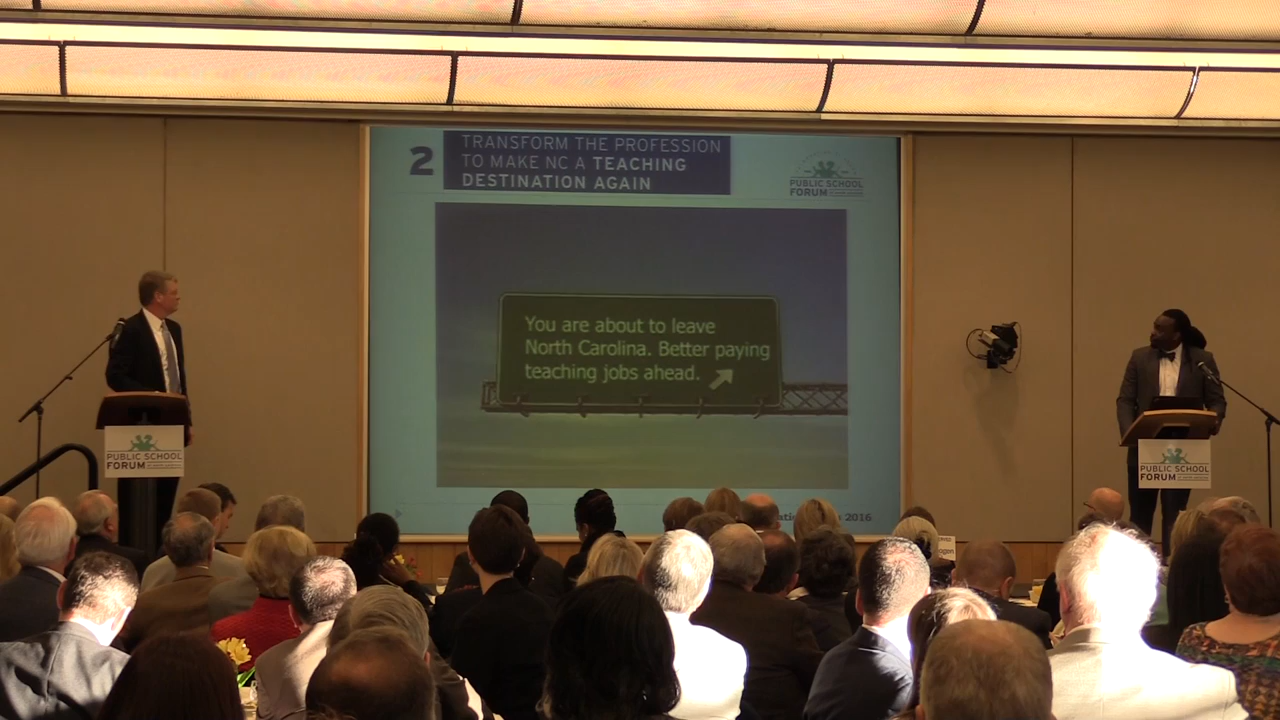 2
TRANSFORM THE PROFESSION
TO MAKE NC A TEACHING
DESTINATION AGAIN
PUBLIC SCHOOL
FORUM
You are about to leave
North Carolina. Better paying
teaching jobs ahead.
PUBLIC SCHOOL
FORUM
PUBLIC SCHOOL
FORUM
2016